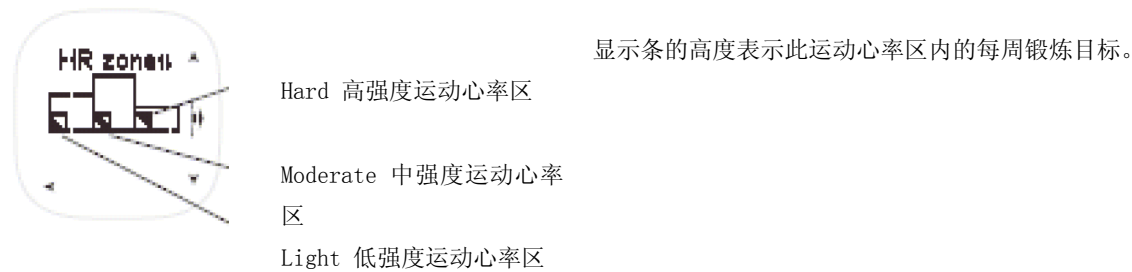 HR zones
显示条的高度表示此运动心率区内的每周锻炼目标。
Hard 高强度运动心率区
Moderate 中强度运动心率
区
Light 低强度运动心率区